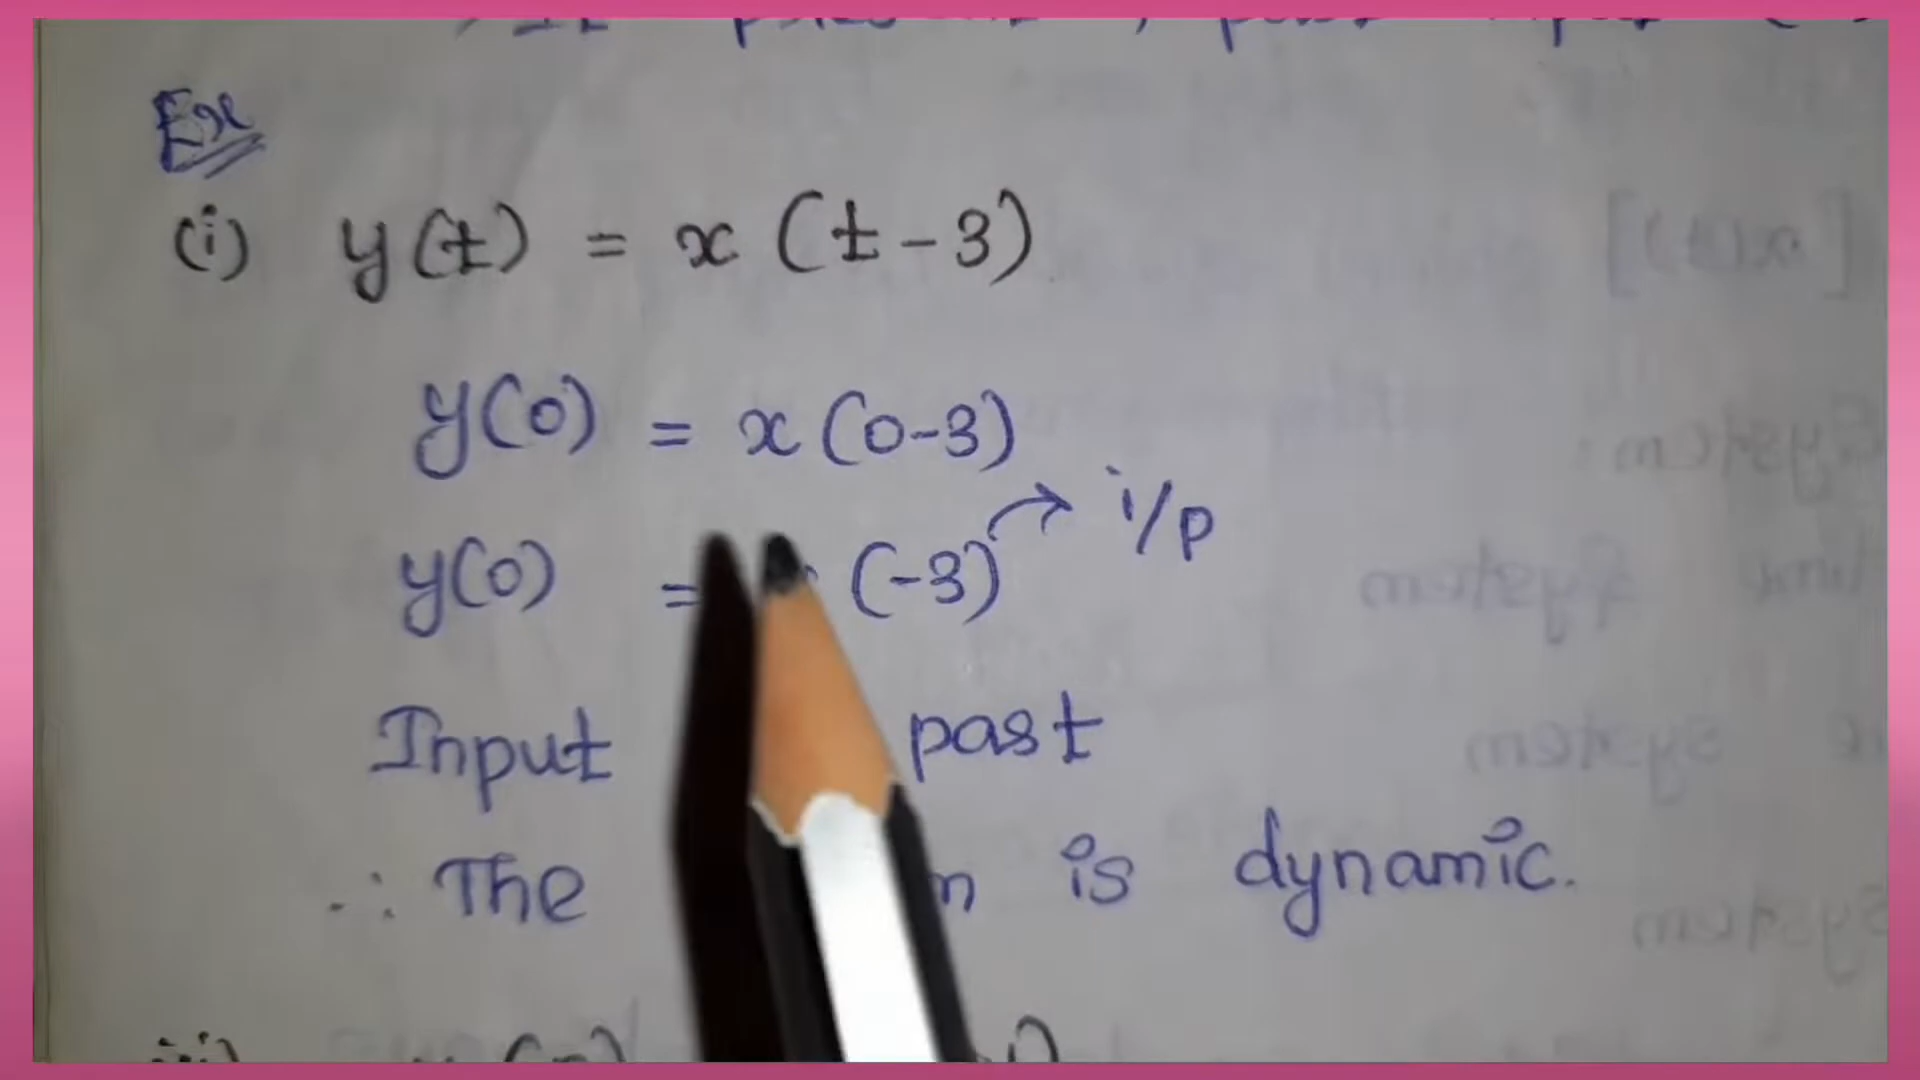 Ex
(i) y(t) = x (t-3)
y(0) = x (0-3)
y(0) = (-3) → i/p
Input past
∴ The is dynamic.